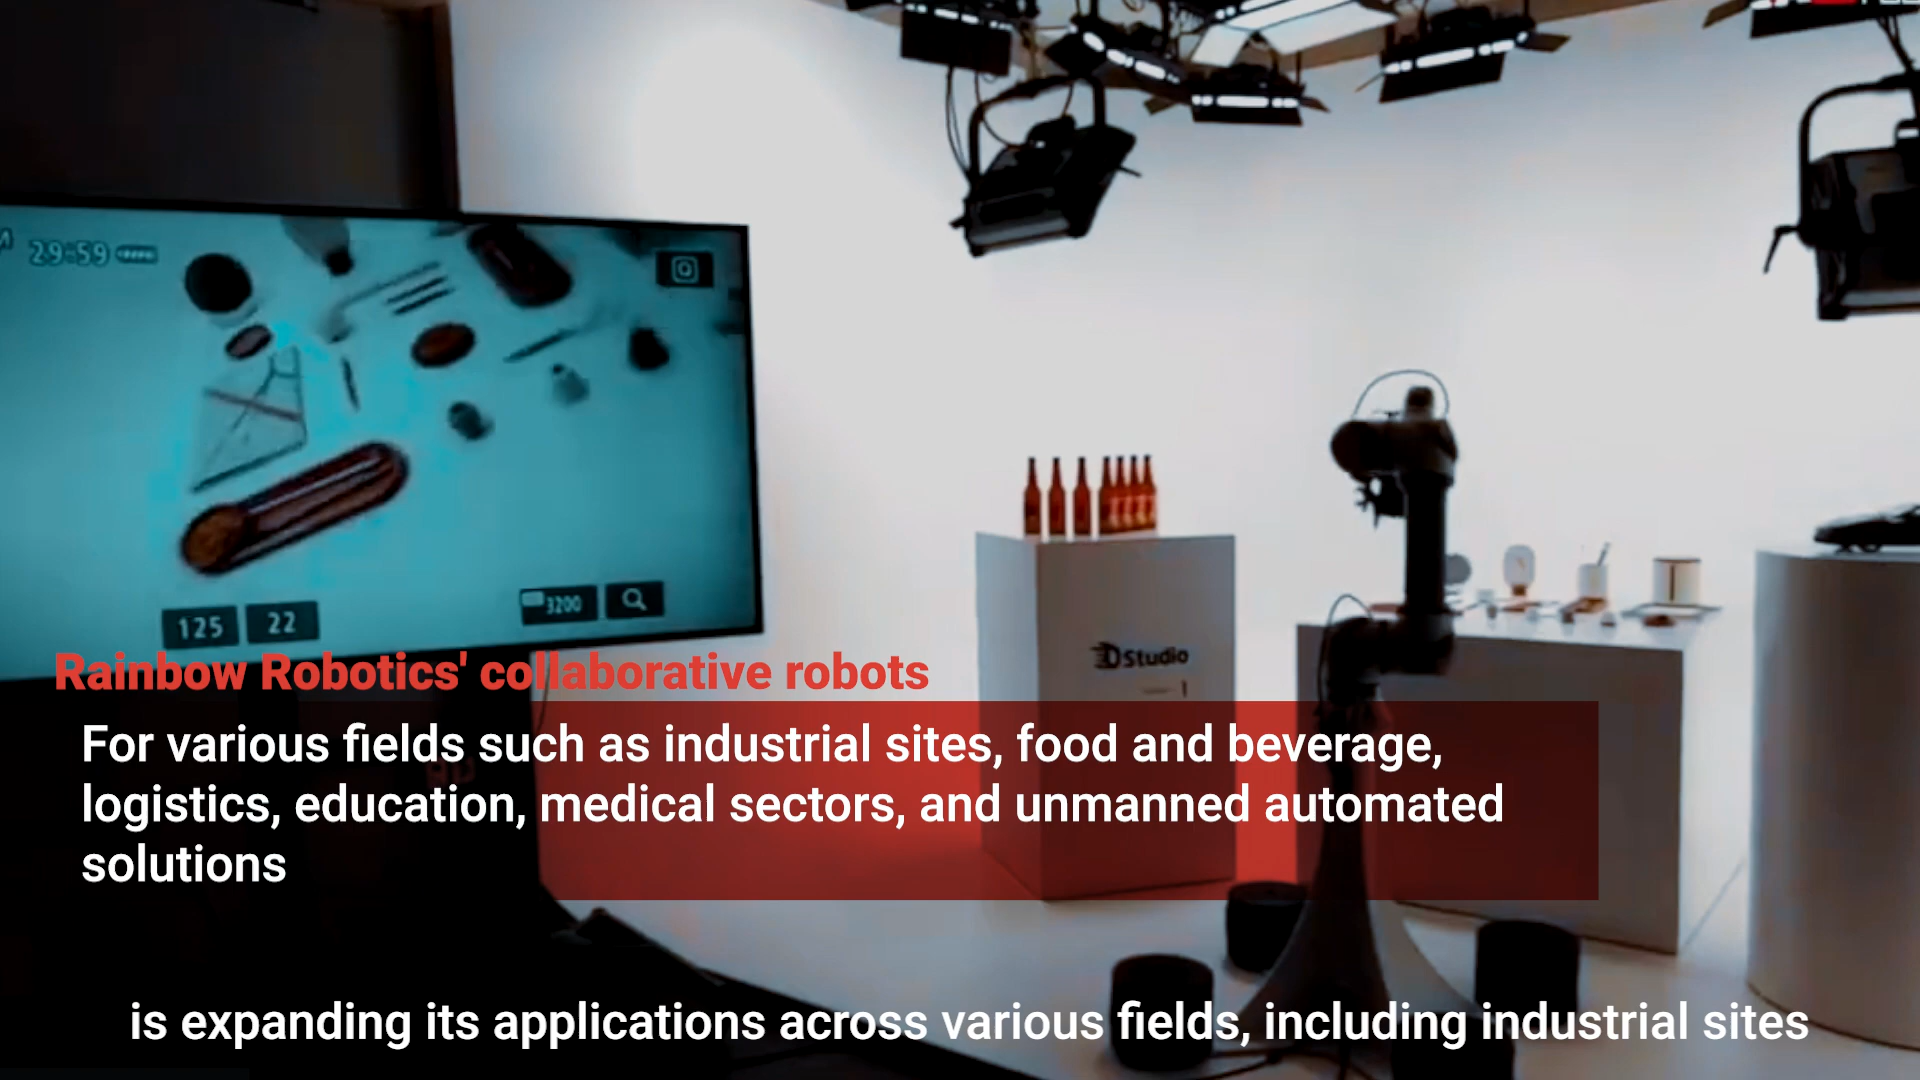 29:59
125 22 3200
DStudio
Rainbow Robotics' collaborative robots
For various fields such as industrial sites, food and beverage,
logistics, education, medical sectors, and unmanned automated
solutions
is expanding its applications across various fields, including industrial sites